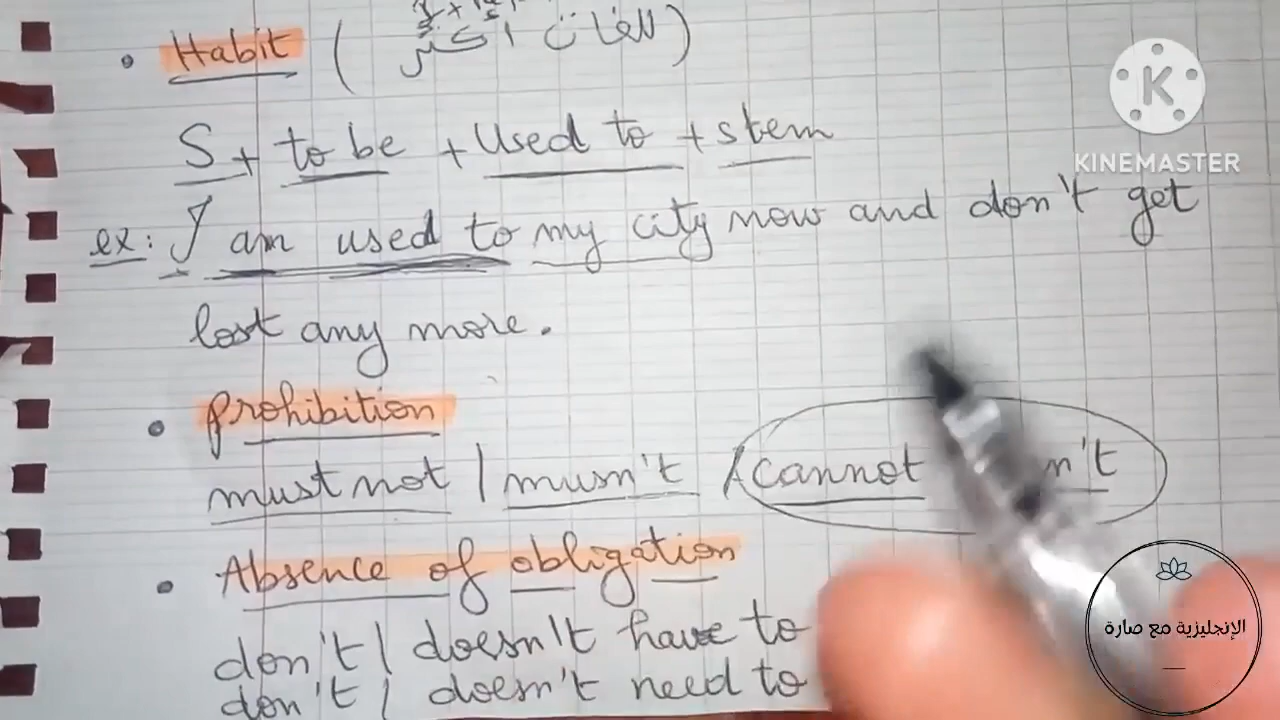 • Habit ( للغات أكثر )
S + to be + used to + stem
ex: I am used to my city now and don't get
lost any more.
• prohibition
must not / musn't / cannot n't
• Absence of obligation
don't / doesn't have to
don't / doesn't need to
K
KINEMASTER
الإنجليزية مع صارة